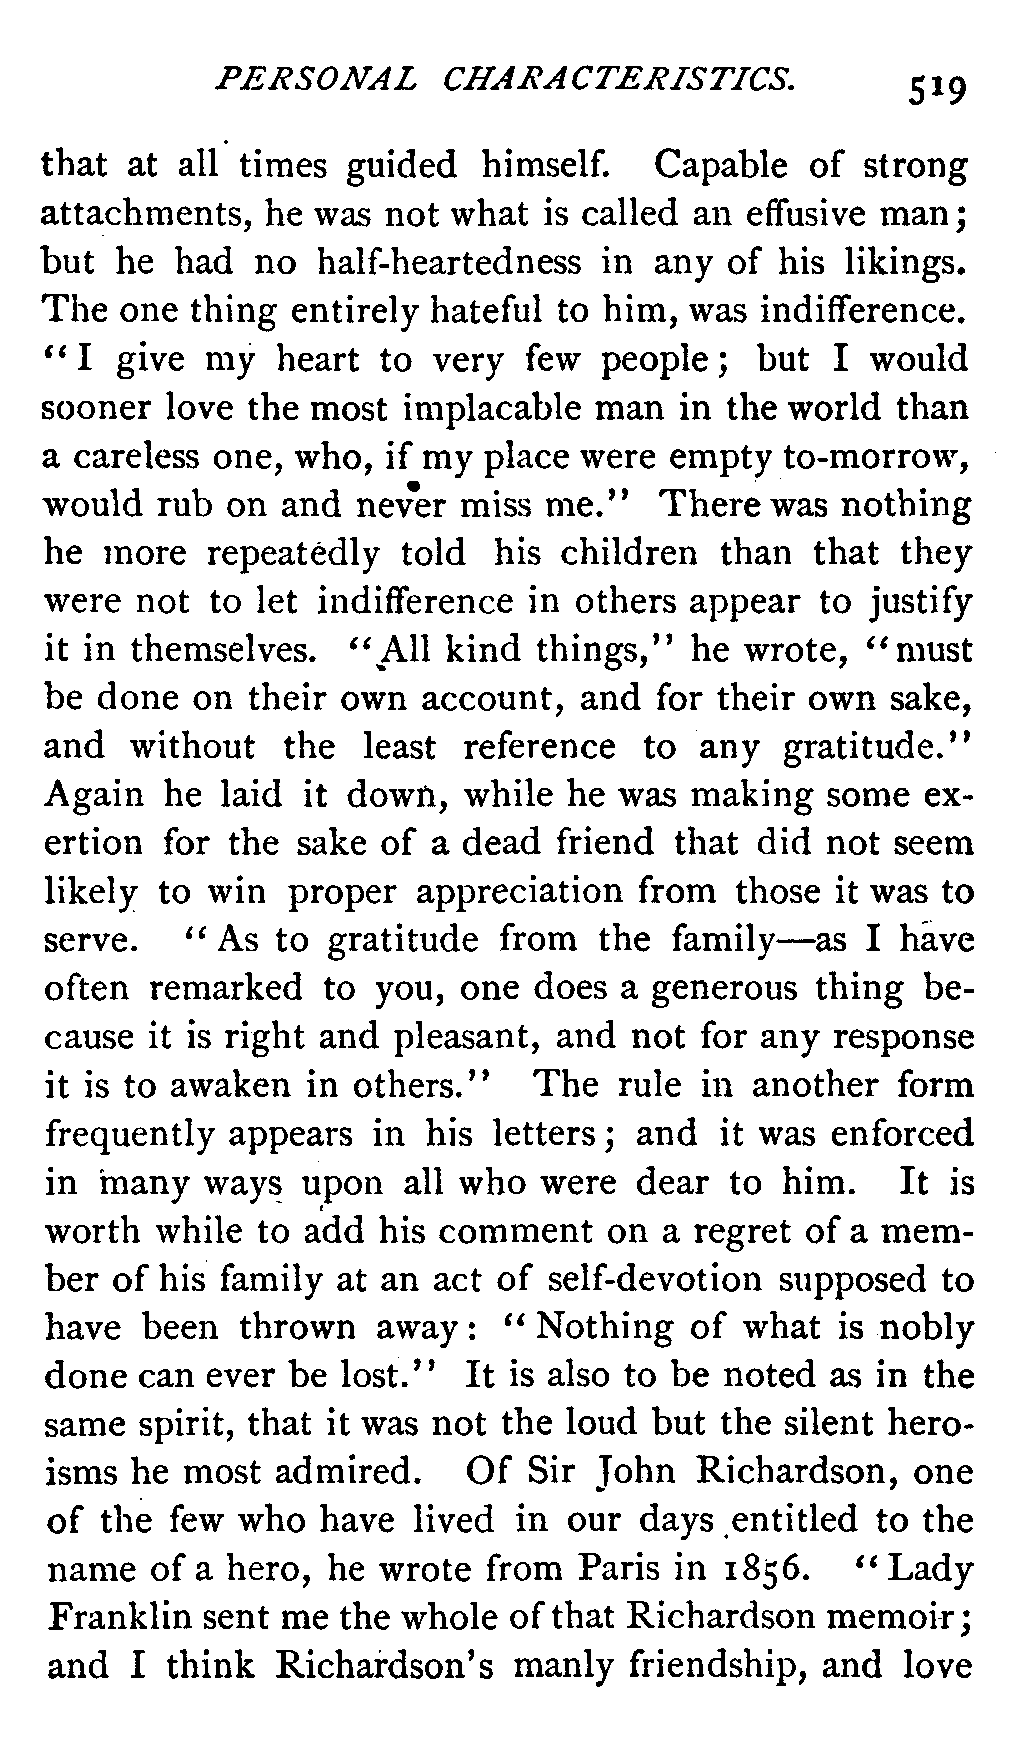 PERSONAL CHARACTERISTICS. 519
that at all times guided himself. Capable of strong
attachments, he was not what is called an effusive man;
but he had no half-heartedness in any of his likings.
The one thing entirely hateful to him, was indifference.
"I give my heart to very few people; but I would
sooner love the most implacable man in the world than
a careless one, who, if my place were empty to-morrow,
would rub on and never miss me." There was nothing
he more repeatedly told his children than that they
were not to let indifference in others appear to justify
it in themselves. "All kind things," he wrote, "must
be done on their own account, and for their own sake,
and without the least reference to any gratitude."
Again he laid it down, while he was making some ex-
ertion for the sake of a dead friend that did not seem
likely to win proper appreciation from those it was to
serve. "As to gratitude from the family—as I have
often remarked to you, one does a generous thing be-
cause it is right and pleasant, and not for any response
it is to awaken in others." The rule in another form
frequently appears in his letters; and it was enforced
in many ways upon all who were dear to him. It is
worth while to add his comment on a regret of a mem-
ber of his family at an act of self-devotion supposed to
have been thrown away: "Nothing of what is nobly
done can ever be lost." It is also to be noted as in the
same spirit, that it was not the loud but the silent hero-
isms he most admired. Of Sir John Richardson, one
of the few who have lived in our days entitled to the
name of a hero, he wrote from Paris in 1856. "Lady
Franklin sent me the whole of that Richardson memoir;
and I think Richardson's manly friendship, and love